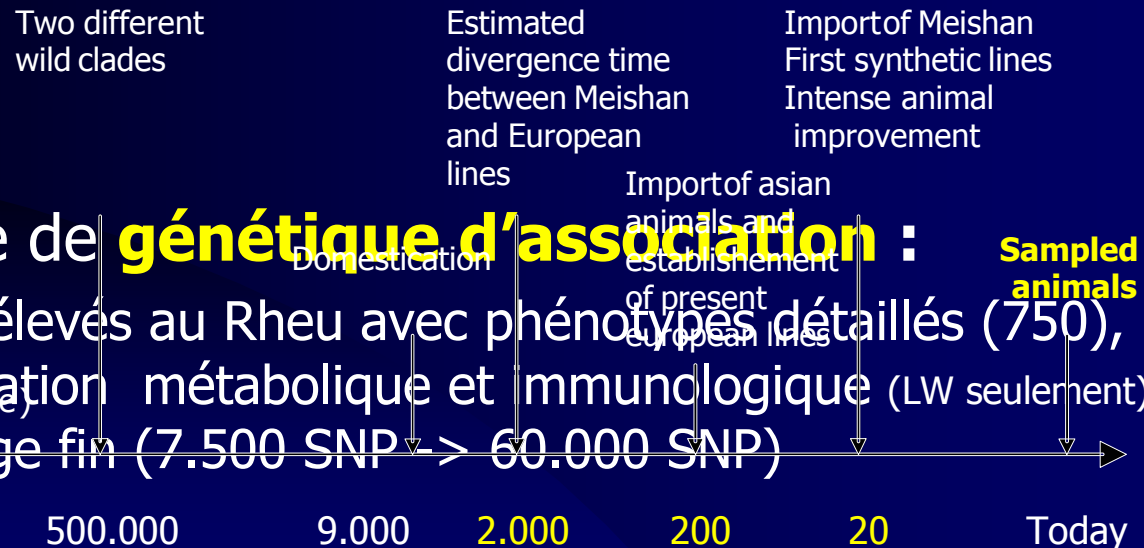 Two different
wild clades
Estimated
divergence time
between Meishan
and European
lines
Importof Meishan
First synthetic lines
Intense animal
improvement
Importof asian
animals and
establishement
of present
european lines
Domestication
Sampled
animals
e de génétique d’association :
élevés au Rheu avec phénotypes détaillés (750),
ation métabolique et immunologique (LW seulement)
e)
ge fin (7.500 SNP -> 60.000 SNP)
500.000 9.000 2.000 200 20 Today